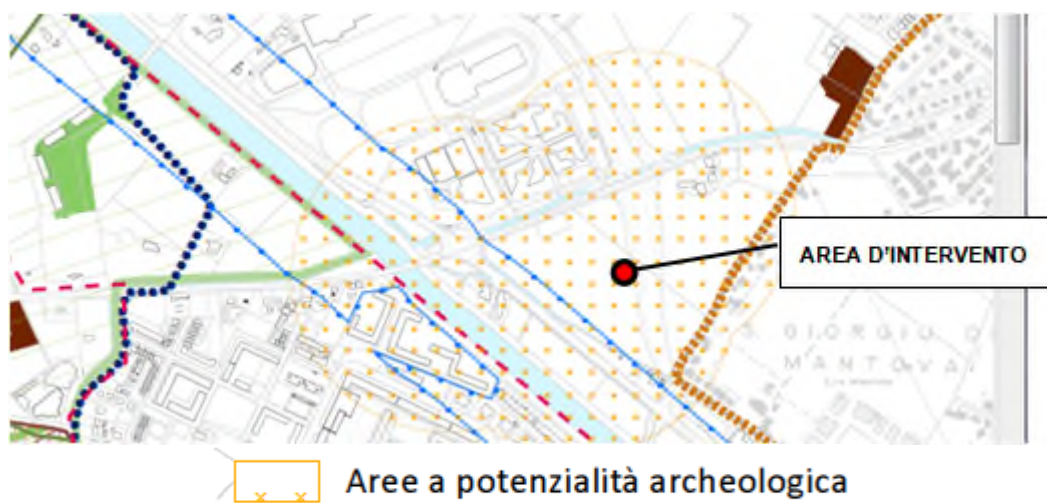 AREA D'INTERVENTO
S. GIORGIO DI
MANTOVA
Aree a potenzialità archeologica